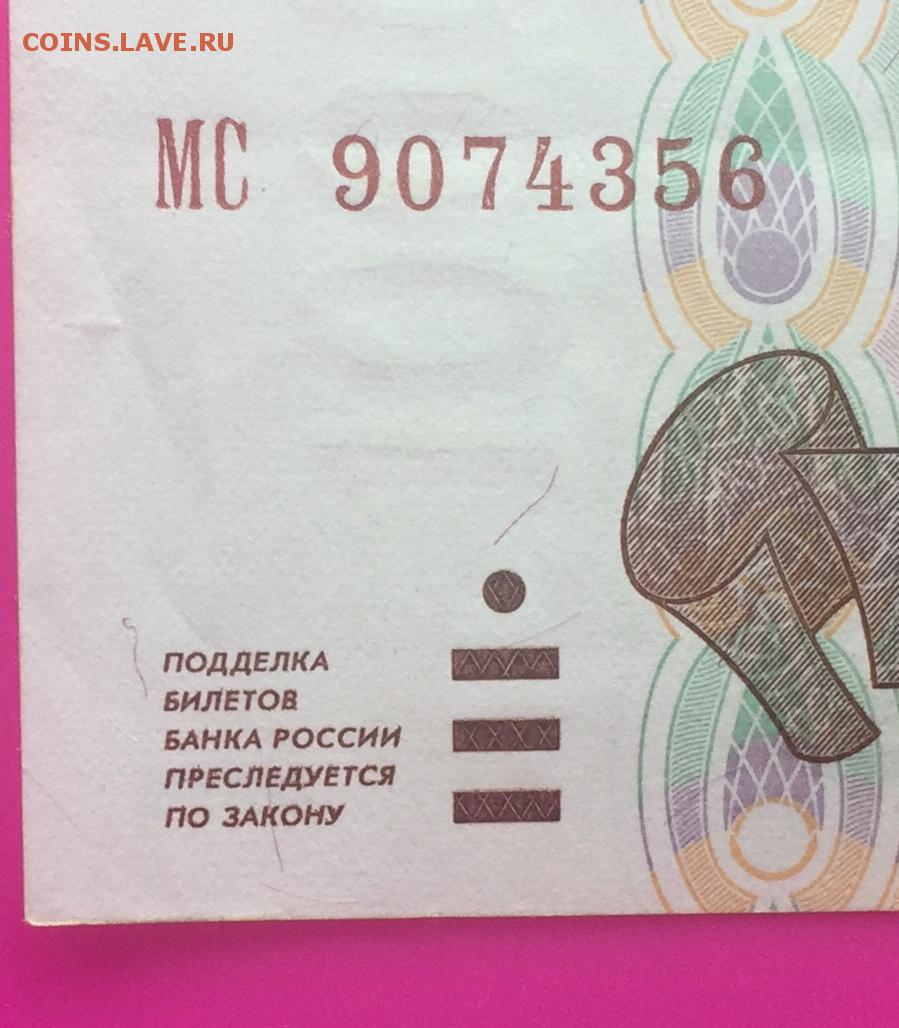 COINS.LAVE.RU
МС 9074356
ПОДДЕЛКА
БИЛЕТОВ
БАНКА РОССИИ
ПРЕСЛЕДУЕТСЯ
ПО ЗАКОНУ